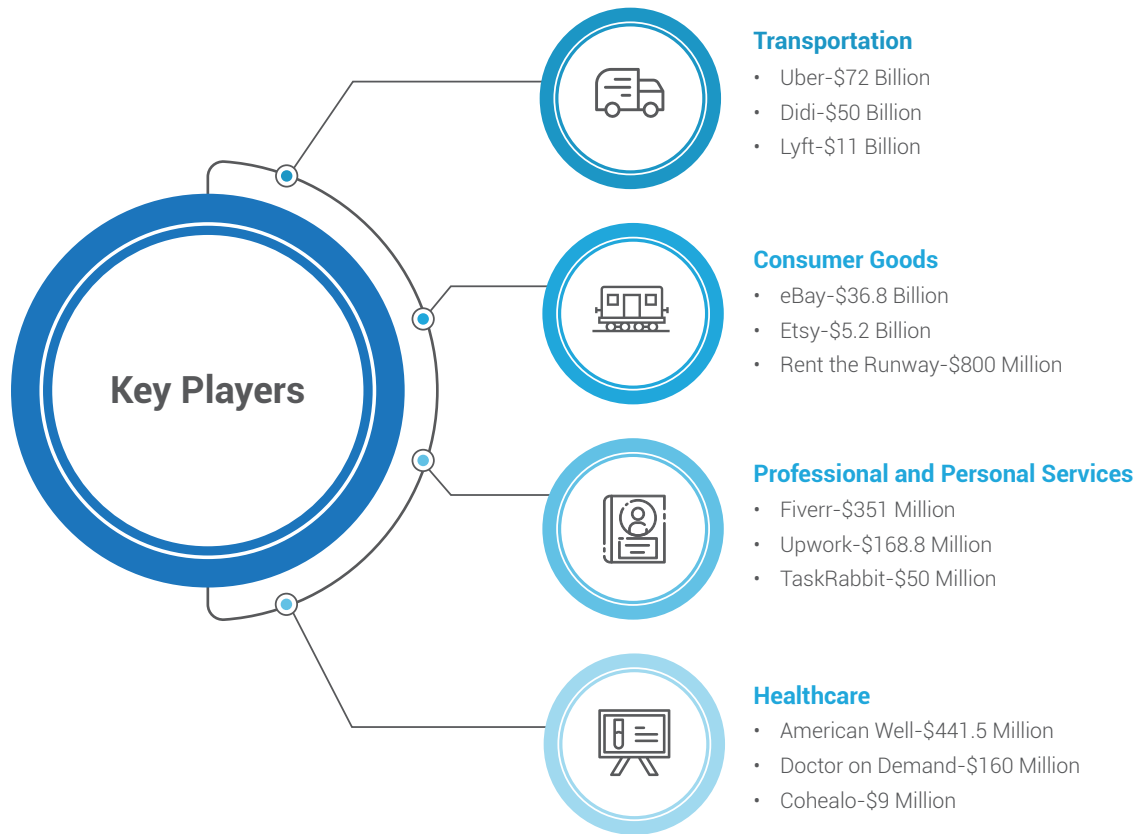 Key Players
Transportation
• Uber-$72 Billion
• Didi-$50 Billion
• Lyft-$11 Billion
Consumer Goods
• eBay-$36.8 Billion
• Etsy-$5.2 Billion
• Rent the Runway-$800 Million
Professional and Personal Services
• Fiverr-$351 Million
• Upwork-$168.8 Million
• TaskRabbit-$50 Million
Healthcare
• American Well-$441.5 Million
• Doctor on Demand-$160 Million
• Cohealo-$9 Million